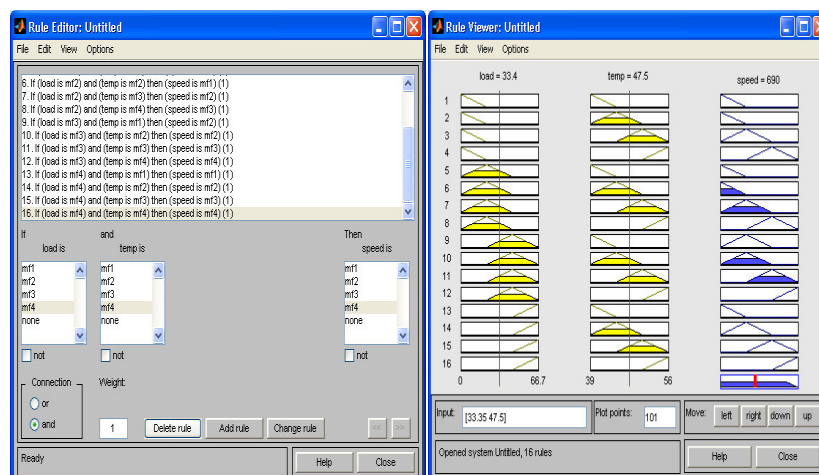 Rule Editor: Untitled
File Edit View Options
6. If (load is mf2) and (temp is mf2) then (speed is mf1) (1)
7. If (load is mf2) and (temp is mf3) then (speed is mf2) (1)
8. If (load is mf2) and (temp is mf4) then (speed is mf3) (1)
9. If (load is mf3) and (temp is mf1) then (speed is mf2) (1)
10. If (load is mf3) and (temp is mf2) then (speed is mf2) (1)
11. If (load is mf3) and (temp is mf3) then (speed is mf3) (1)
12. If (load is mf3) and (temp is mf4) then (speed is mf4) (1)
13. If (load is mf4) and (temp is mf1) then (speed is mf1) (1)
14. If (load is mf4) and (temp is mf2) then (speed is mf2) (1)
15. If (load is mf4) and (temp is mf3) then (speed is mf3) (1)
16. If (load is mf4) and (temp is mf4) then (speed is mf4) (1)
If and Then
load is temp is speed is
mf1 mf1 mf1
mf2 mf2 mf2
mf3 mf3 mf3
mf4 mf4 mf4
none none none
not not not
Connection Weight:
or
and 1 Delete rule Add rule Change rule << >>
Ready Help Close
Rule Viewer: Untitled
File Edit View Options
load = 33.4 temp = 47.5 speed = 690
1
2
3
4
5
6
7
8
9
10
11
12
13
14
15
16
0 66.7 39 56
Input: [33.35 47.5] Plot points: 101 Move: left right down up
Opened system Untitled, 16 rules Help Close